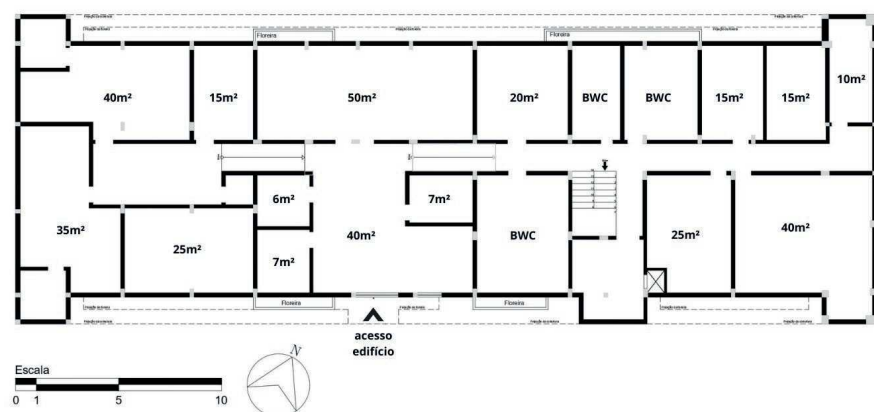 Floreira
Floreira
40m²
15m²
50m²
20m²
BWC
BWC
15m²
15m²
10m²
35m²
25m²
6m²
7m²
40m²
7m²
BWC
25m²
40m²
Floreira
Floreira
acesso
edifício
Escala
0 1 5 10
N